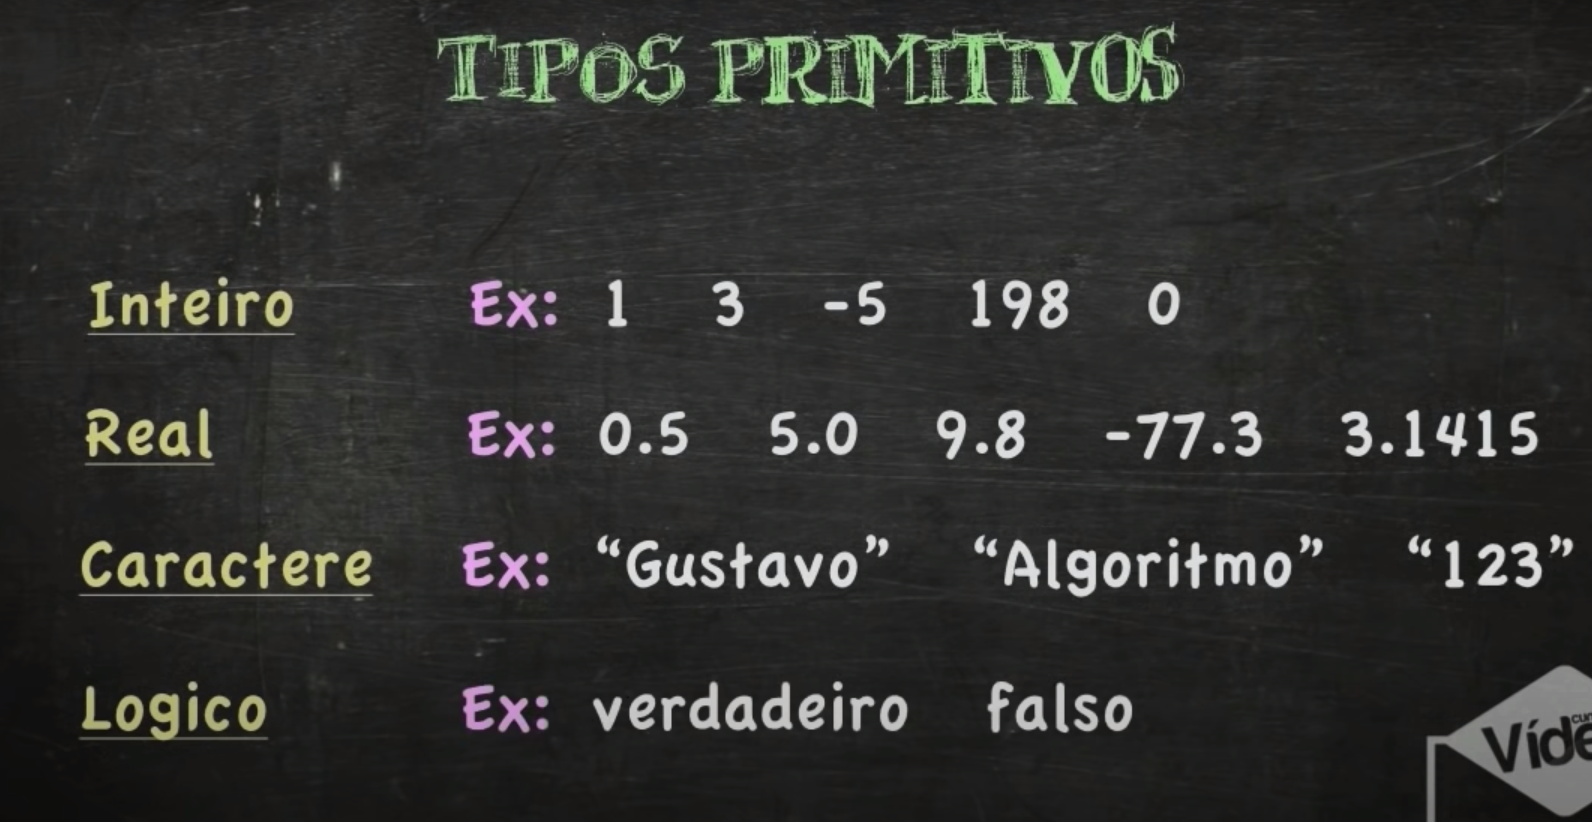 TIPOS PRIMITIVOS
Inteiro Ex: 1 3 -5 198 0
Real Ex: 0.5 5.0 9.8 -77.3 3.1415
Caractere Ex: “Gustavo” “Algoritmo” “123”
Logico Ex: verdadeiro falso